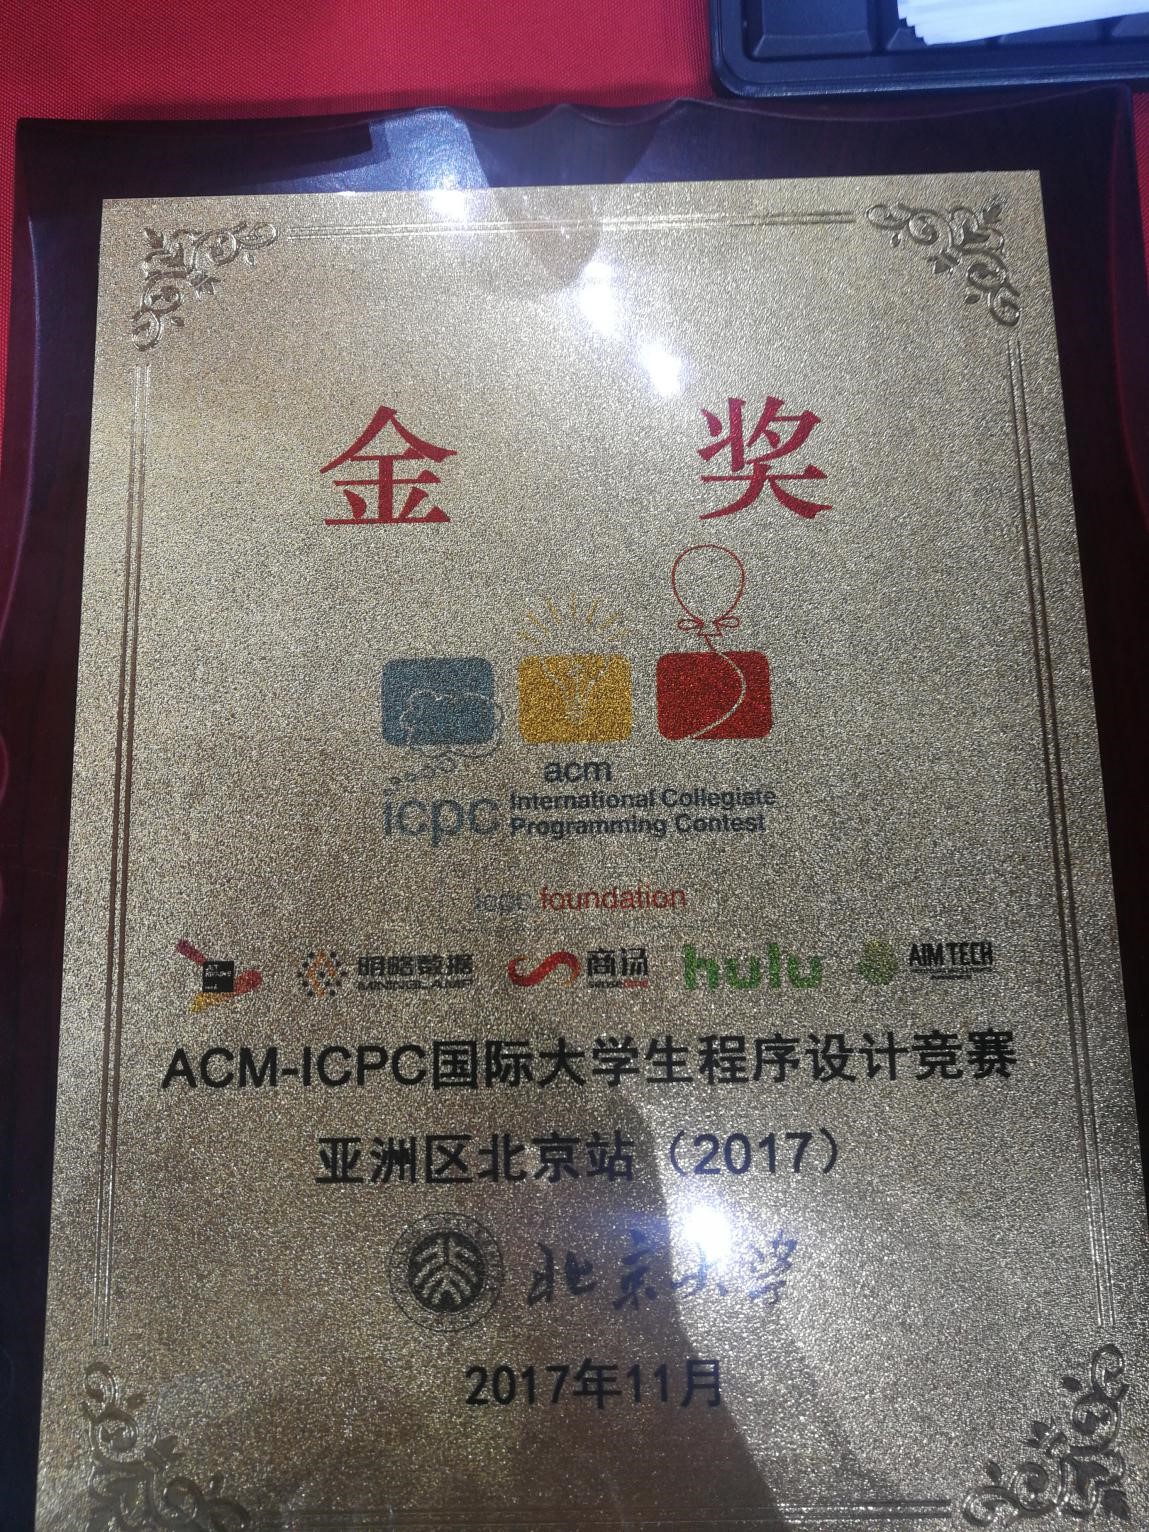 金 奖
acm
icpc International Collegiate
Programming Contest
icpc.foundation
明略数据 商汤 hulu AIM TECH
MININGLAMP sensetime
ACM-ICPC国际大学生程序设计竞赛
亚洲区北京站（2017）
北京大学
2017年11月